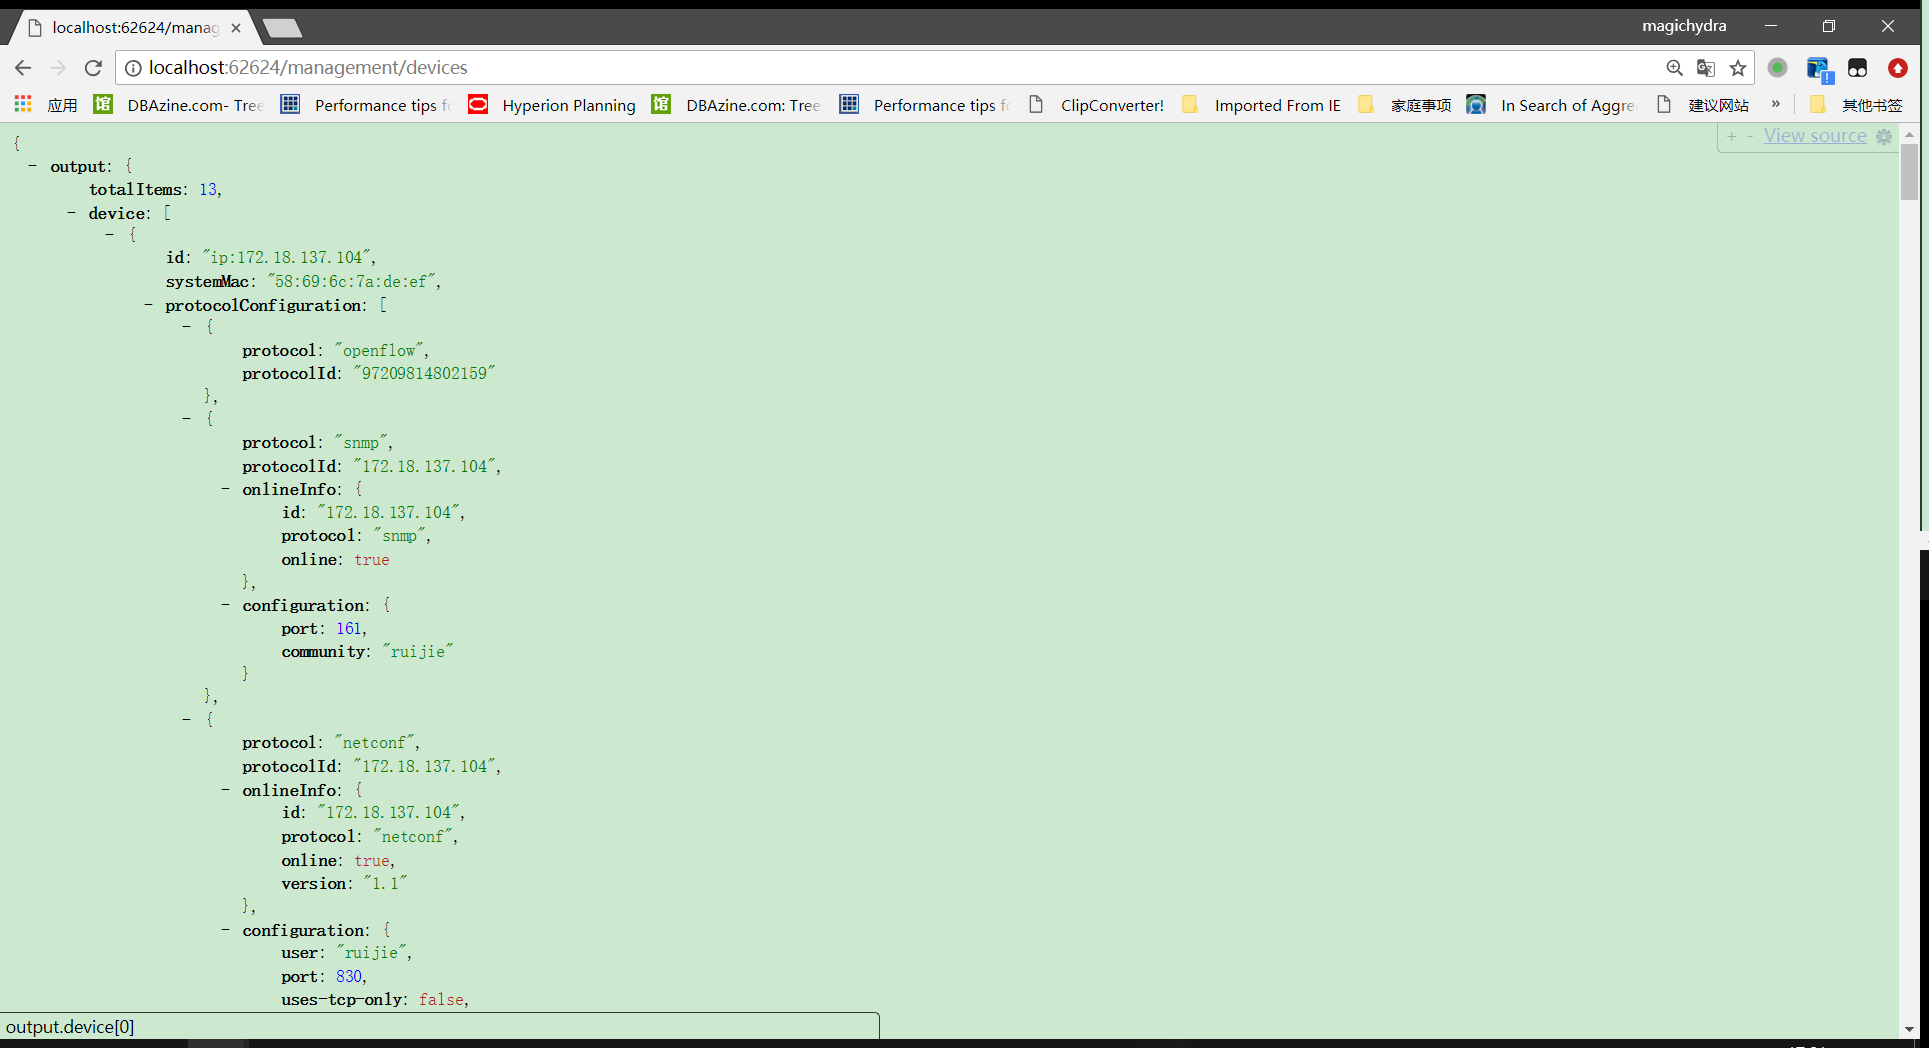 localhost:62624/manag
magichydra
localhost:62624/management/devices
应用 DBAzine.com- Tree Performance tips fo Hyperion Planning DBAzine.com: Tree Performance tips fo ClipConverter! Imported From IE 家庭事项 In Search of Aggre 建议网站 » 其他书签
+ - View source
{
- output: {
totalItems: 13,
- device: [
- {
id: "ip:172.18.137.104",
systemMac: "58:69:6c:7a:de:ef",
- protocolConfiguration: [
- {
protocol: "openflow",
protocolId: "97209814802159"
},
- {
protocol: "snmp",
protocolId: "172.18.137.104",
- onlineInfo: {
id: "172.18.137.104",
protocol: "snmp",
online: true
},
- configuration: {
port: 161,
community: "ruijie"
}
},
- {
protocol: "netconf",
protocolId: "172.18.137.104",
- onlineInfo: {
id: "172.18.137.104",
protocol: "netconf",
online: true,
version: "1.1"
},
- configuration: {
user: "ruijie",
port: 830,
uses-tcp-only: false,
output.device[0]